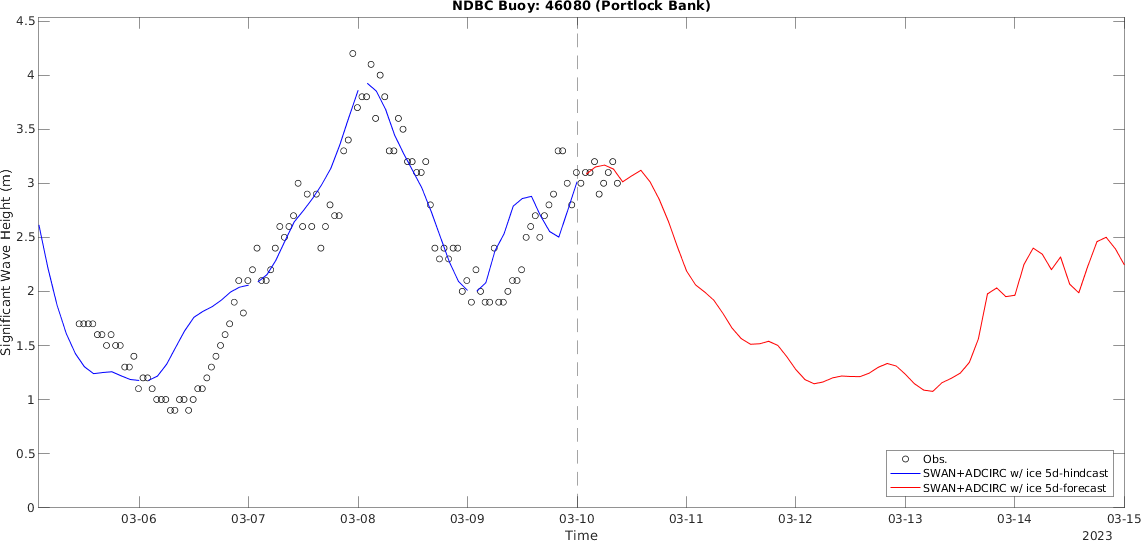 NDBC Buoy: 46080 (Portlock Bank)
4.5
4
3.5
3
2.5
2
1.5
1
0.5
0
Significant Wave Height (m)
Obs.
SWAN+ADCIRC w/ ice 5d-hindcast
SWAN+ADCIRC w/ ice 5d-forecast
03-06 03-07 03-08 03-09 03-10 03-11 03-12 03-13 03-14 03-15
Time
2023